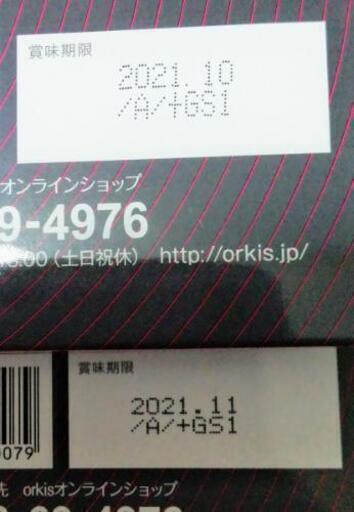 賞味期限
2021.10
/A/+GS1
オンラインショップ
9-4976
:00(土日祝休) http://orkis.jp/
賞味期限
2021.11
/A/+GS1
0079
先 orkisオンラインショップ